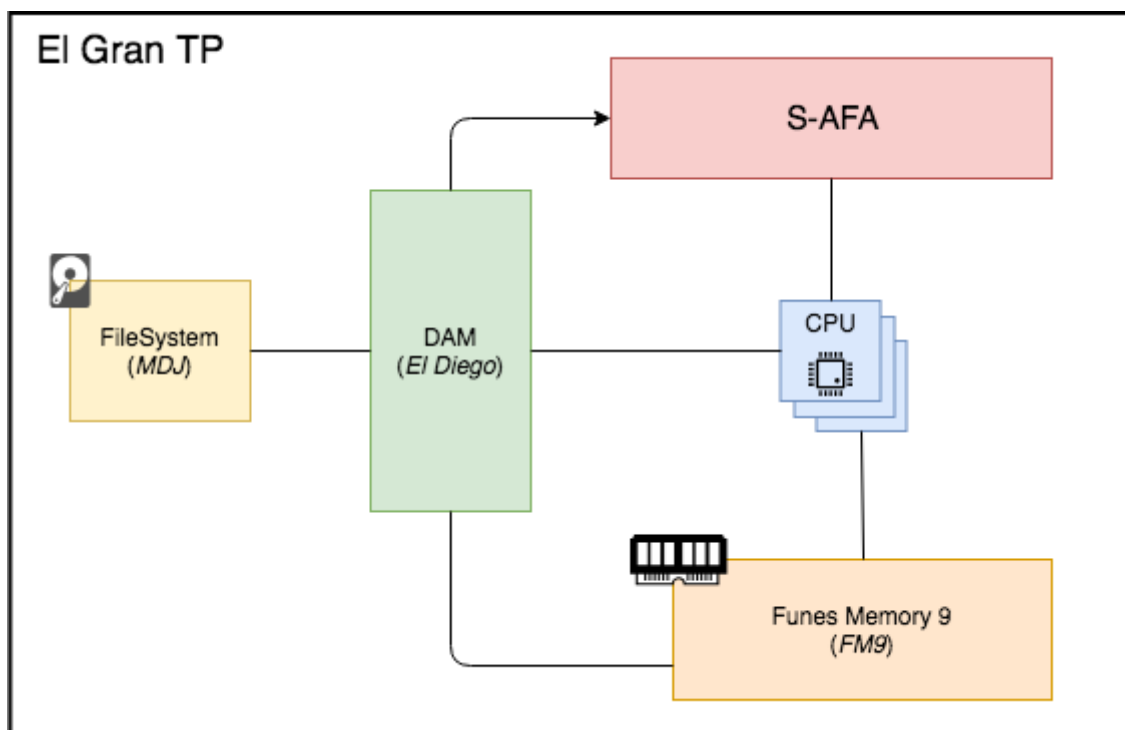 El Gran TP
S-AFA
CPU
FileSystem
(MDJ)
DAM
(El Diego)
Funes Memory 9
(FM9)